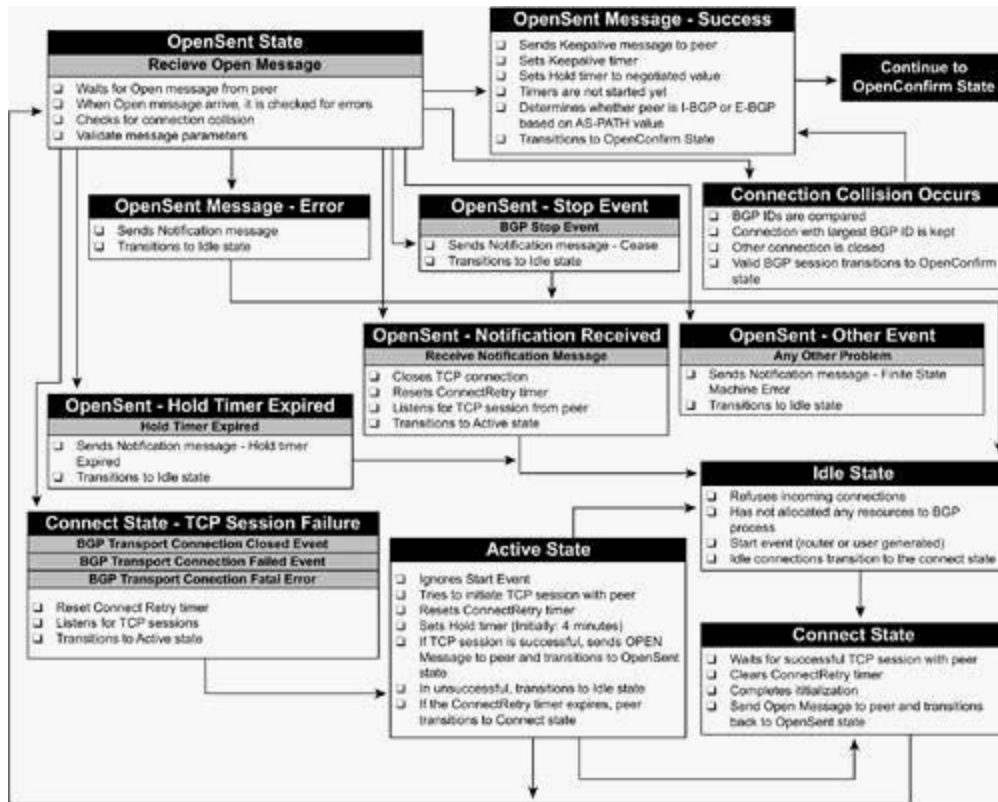 OpenSent State
Recieve Open Message
Waits for Open message from peer
When Open message arrive, it is checked for errors
Checks for connection collision
Validate message parameters
OpenSent Message - Success
Sends Keepalive message to peer
Sets Keepalive timer
Sets Hold timer to negotiated value
Timers are not started yet
Determines whether peer is I-BGP or E-BGP
based on AS-PATH value
Transitions to OpenConfirm State
Continue to
OpenConfirm State
OpenSent Message - Error
Sends Notification message
Transitions to Idle state
OpenSent - Stop Event
BGP Stop Event
Sends Notification message - Cease
Transitions to Idle state
Connection Collision Occurs
BGP IDs are compared
Connection with largest BGP ID is kept
Other connection is closed
Valid BGP session transitions to OpenConfirm
state
OpenSent - Notification Received
Receive Notification Message
Closes TCP connection
Resets ConnectRetry timer
Listens for TCP session from peer
Transitions to Active state
OpenSent - Other Event
Any Other Problem
Sends Notification message - Finite State
Machine Error
Transitions to Idle state
OpenSent - Hold Timer Expired
Hold Timer Expired
Sends Notification message - Hold timer
Expired
Transitions to Idle state
Idle State
Refuses incoming connections
Has not allocated any resources to BGP
process
Start event (router or user generated)
Idle connections transition to the connect state
Connect State - TCP Session Failure
BGP Transport Connection Closed Event
BGP Transport Connection Failed Event
BGP Transport Conection Fatal Error
Reset Connect Retry timer
Listens for TCP sessions
Transitions to Active state
Active State
Ignores Start Event
Tries to initiate TCP session with peer
Resets ConnectRetry timer
Sets Hold timer (Initially: 4 minutes)
If TCP session is successful, sends OPEN
Message to peer and transitions to OpenSent
state
In unsuccessful, transitions to Idle state
If the ConnectRetry timer expires, peer
transitions to Connect state
Connect State
Waits for successful TCP session with peer
Clears ConnectRetry timer
Completes ititialization
Send Open Message to peer and transitions
back to OpenSent state